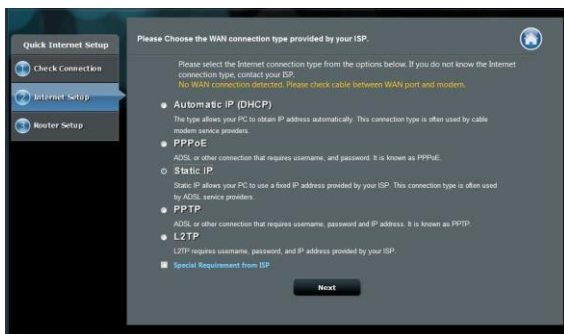 Quick Internet Setup
1 Check Connection
2 Internet Setup
3 Router Setup
Please Choose the WAN connection type provided by your ISP.
Please select the Internet connection type from the options below. If you do not know the Internet
connection type, contact your ISP.
No WAN connection detected. Please check cable between WAN port and modem.
Automatic IP (DHCP)
The type allows your PC to obtain IP address automatically. This connection type is often used by cable
modem service providers.
PPPoE
ADSL or other connection that requires username, and password. It is known as PPPoE.
Static IP
Static IP allows your PC to use a fixed IP address provided by your ISP. This connection type is often used
by ADSL service providers.
PPTP
ADSL or other connection that requires username, password and IP address. It is known as PPTP.
L2TP
L2TP requires username, password, and IP address provided by your ISP.
Special Requirement from ISP
Next